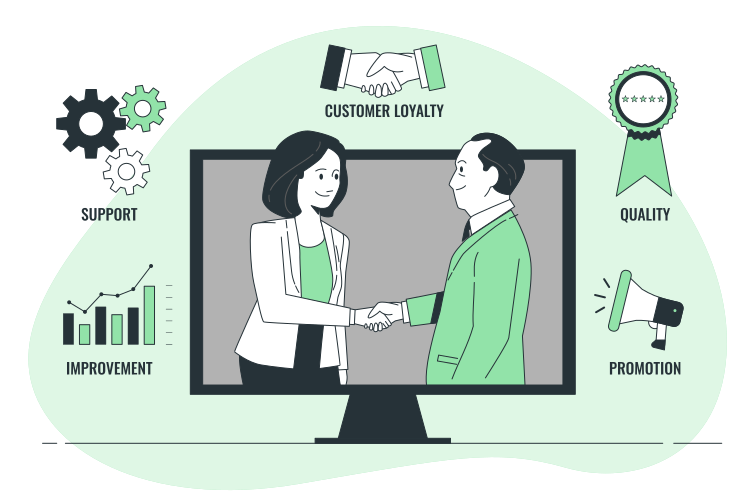 CUSTOMER LOYALTY
SUPPORT
QUALITY
IMPROVEMENT
PROMOTION